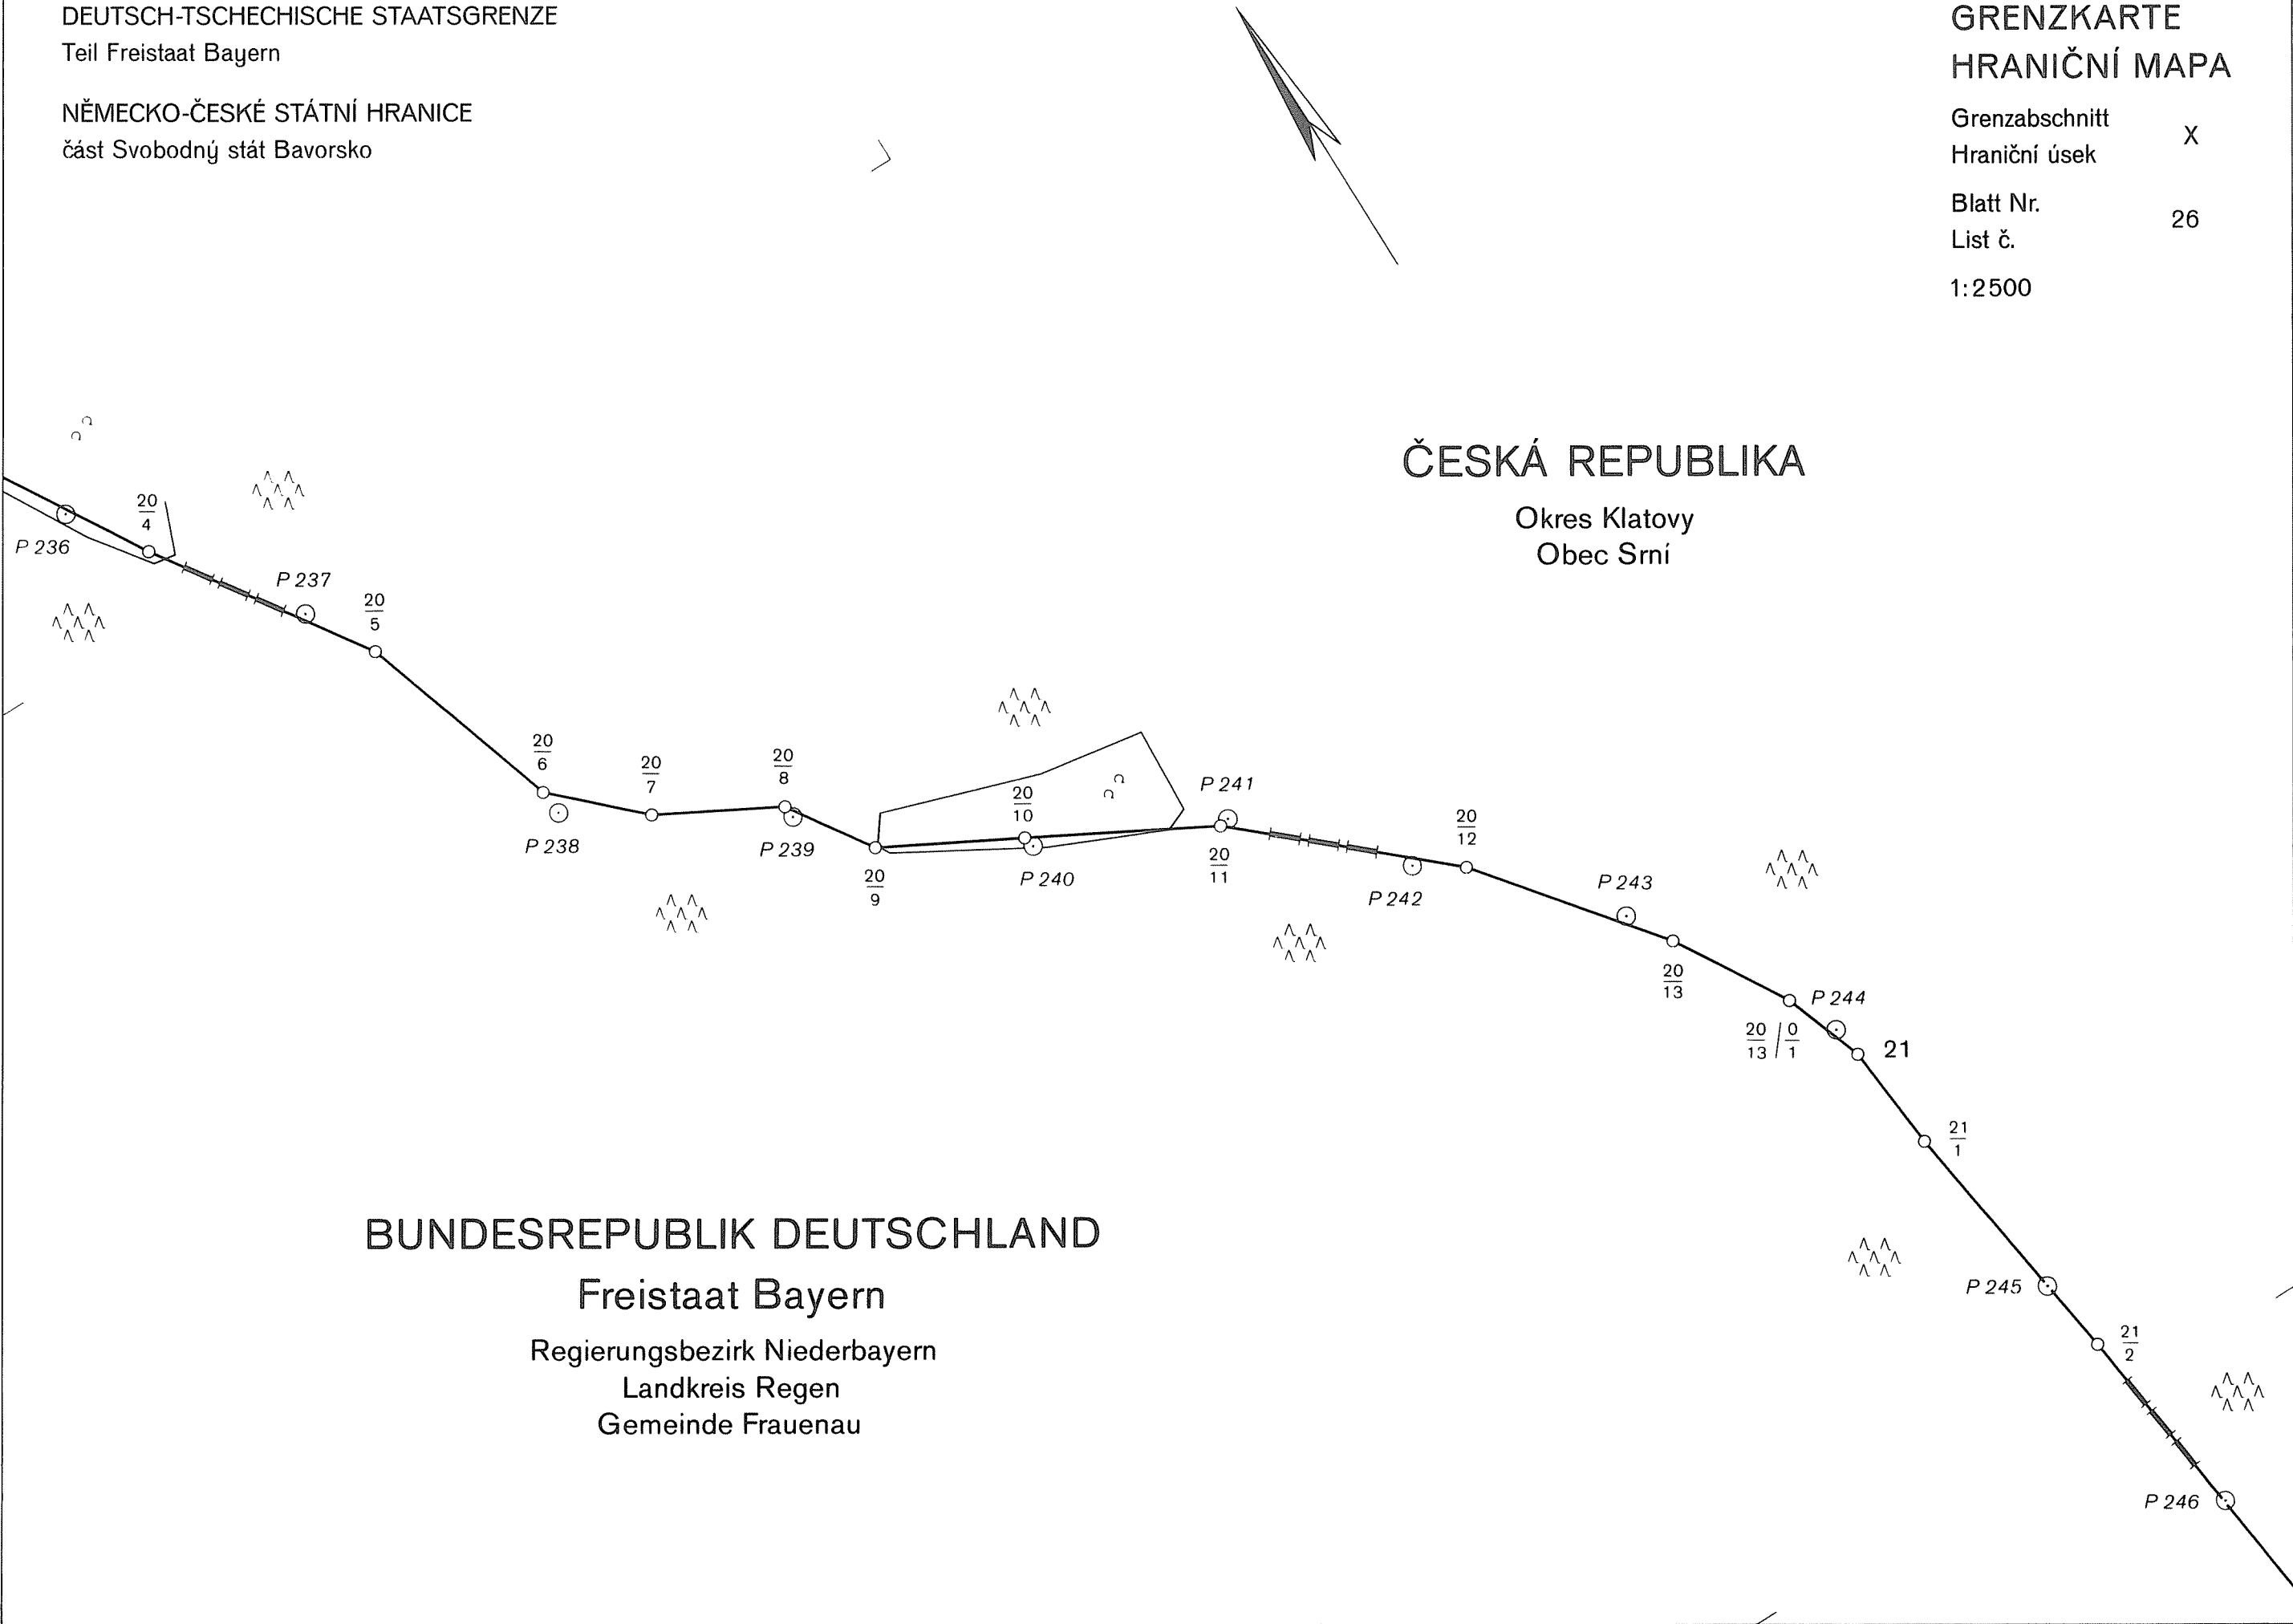 DEUTSCH-TSCHECHISCHE STAATSGRENZE
Teil Freistaat Bayern
NĚMECKO-ČESKÉ STÁTNÍ HRANICE
část Svobodný stát Bavorsko
GRENZKARTE
HRANIČNÍ MAPA
Grenzabschnitt
Hraniční úsek
X
Blatt Nr.
List č.
26
1:2500
ČESKÁ REPUBLIKA
Okres Klatovy
Obec Srní
P 236
20
4
P 237
20
5
20
6
P 238
20
7
20
8
P 239
20
9
20
10
P 240
P 241
20
11
P 242
20
12
P 243
20
13
P 244
20
13
/
0
1
21
21
1
P 245
21
2
P 246
BUNDESREPUBLIK DEUTSCHLAND
Freistaat Bayern
Regierungsbezirk Niederbayern
Landkreis Regen
Gemeinde Frauenau